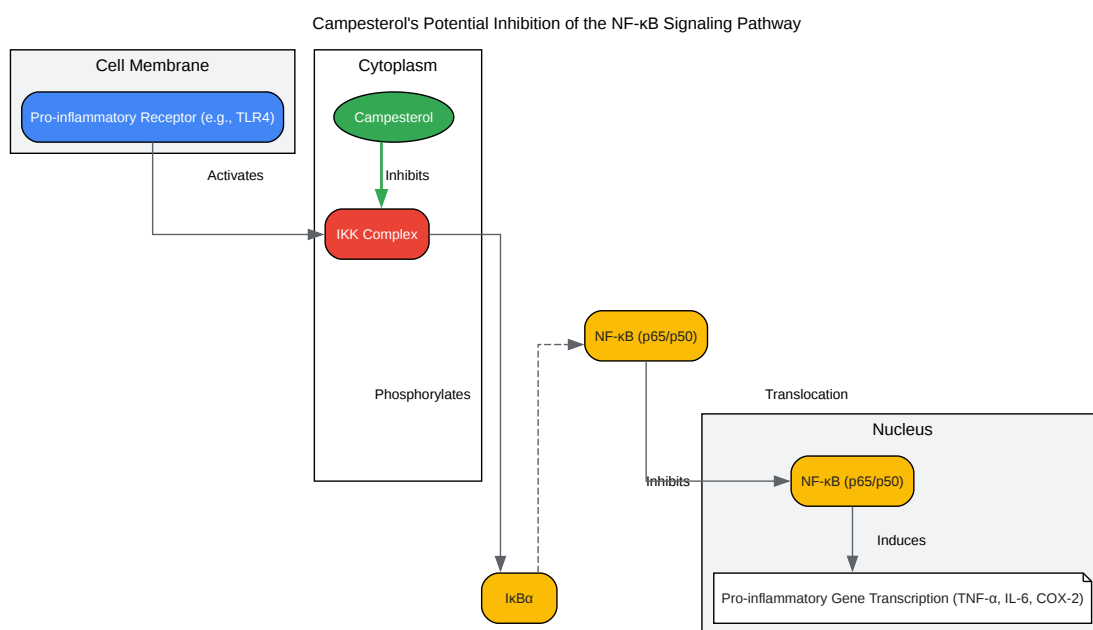 Campesterol's Potential Inhibition of the NF-κB Signaling Pathway
Cell Membrane
Cytoplasm
Pro-inflammatory Receptor (e.g., TLR4)
Campesterol
Activates
Inhibits
IKK Complex
NF-κB (p65/p50)
Phosphorylates
Translocation
Nucleus
Inhibits
NF-κB (p65/p50)
Induces
IκBα
Pro-inflammatory Gene Transcription (TNF-α, IL-6, COX-2)